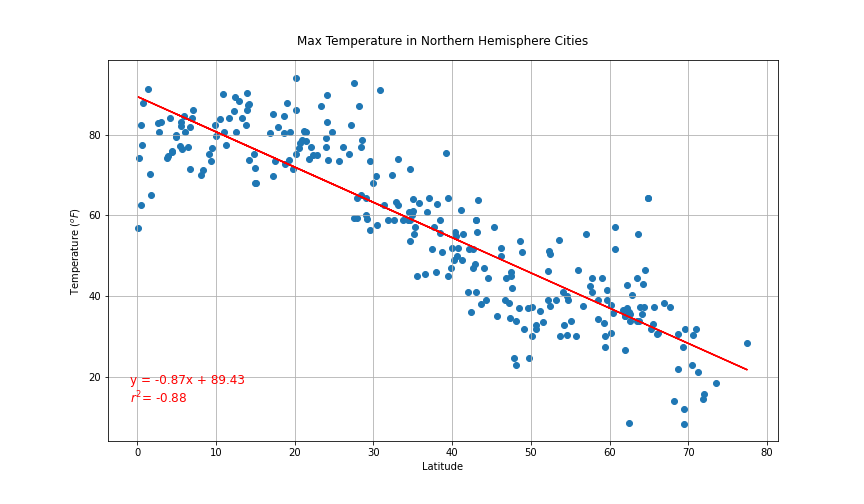 Max Temperature in Northern Hemisphere Cities
Temperature (°F)
80
60
40
20
y = -0.87x + 89.43
r²= -0.88
0 10 20 30 40 50 60 70 80
Latitude